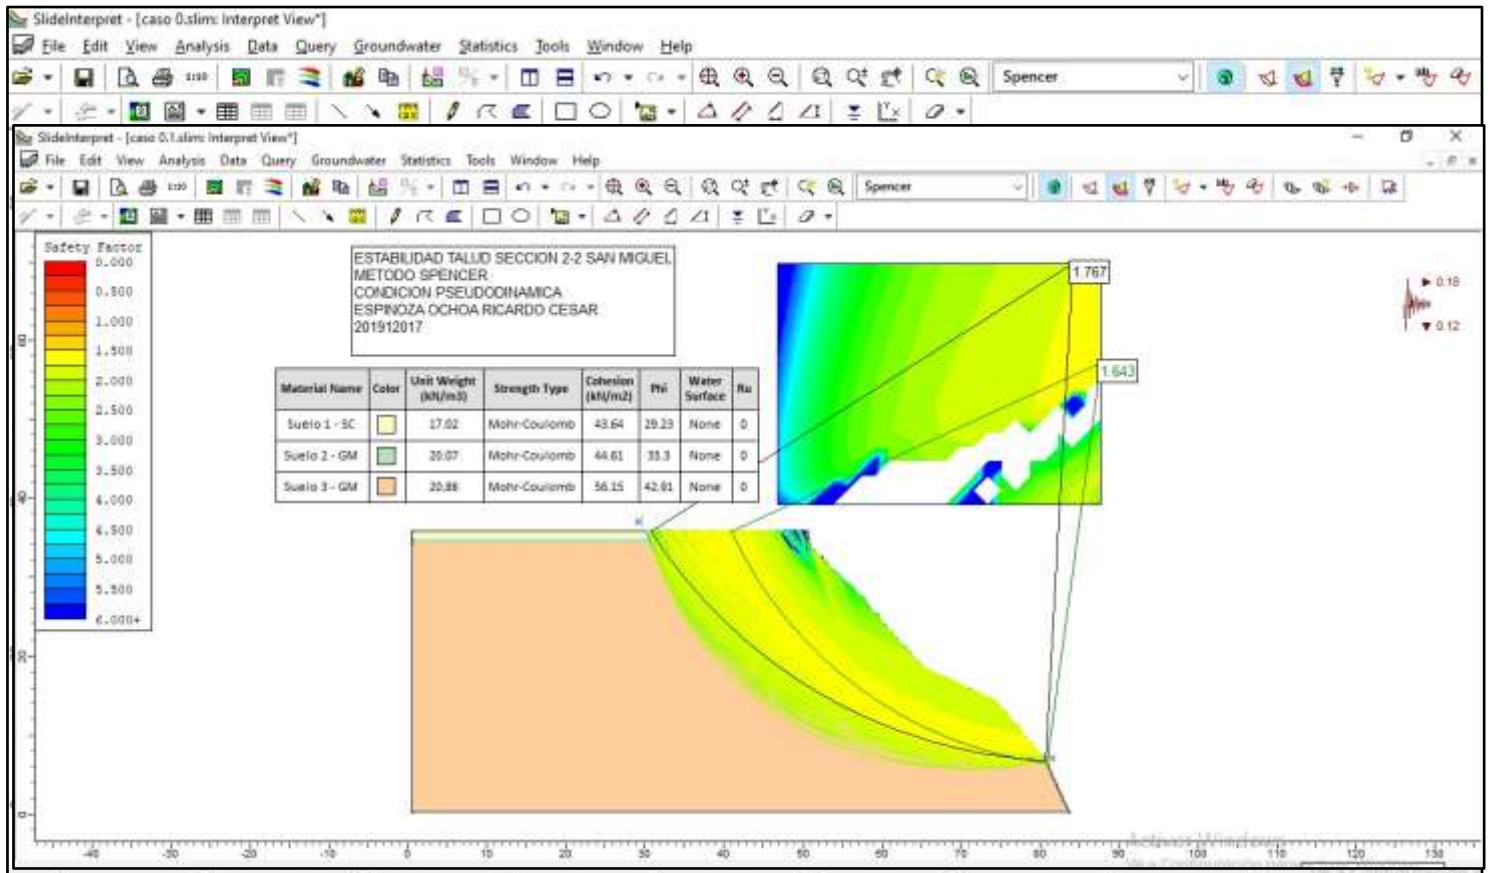 SlideInterpret - [caso 0.slim: Interpret View*]
File Edit View Analysis Data Query Groundwater Statistics Tools Window Help
Spencer
SlideInterpret - [caso 0.1.slim: Interpret View*]
File Edit View Analysis Data Query Groundwater Statistics Tools Window Help
Spencer
Safety Factor
0.000
0.500
1.000
1.500
2.000
2.500
3.000
3.500
4.000
4.500
5.000
5.500
6.000+
ESTABILIDAD TALUD SECCION 2-2 SAN MIGUEL
METODO SPENCER
CONDICION PSEUDODINAMICA
ESPINOZA OCHOA RICARDO CESAR
201912017
Material Name Color Unit Weight (kN/m3) Strength Type Cohesion (kN/m2) Phi Water Surface Ru
Suelo 1 - SC 17.02 Mohr-Coulomb 43.64 29.23 None 0
Suelo 2 - GM 20.07 Mohr-Coulomb 44.61 33.3 None 0
Suelo 3 - GM 20.86 Mohr-Coulomb 56.15 42.91 None 0
1.767
1.643
0.18
0.12
60
40
20
0
-40 -30 -20 -10 0 10 20 30 40 50 60 70 80 90 100 110 120 130
Activar Windows